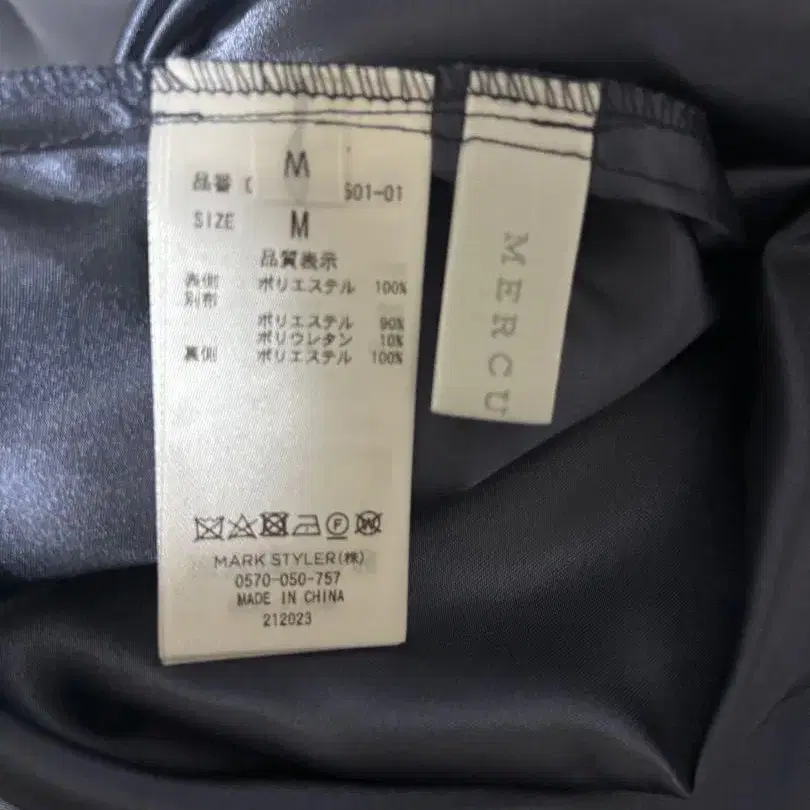 M
品番 0 601-01
SIZE M
品質表示
表側 ポリエステル 100%
別布
ポリエステル 90%
ポリウレタン 10%
裏側 ポリエステル 100%
F
W
MARK STYLER(株)
0570-050-757
MADE IN CHINA
212023
MERCU